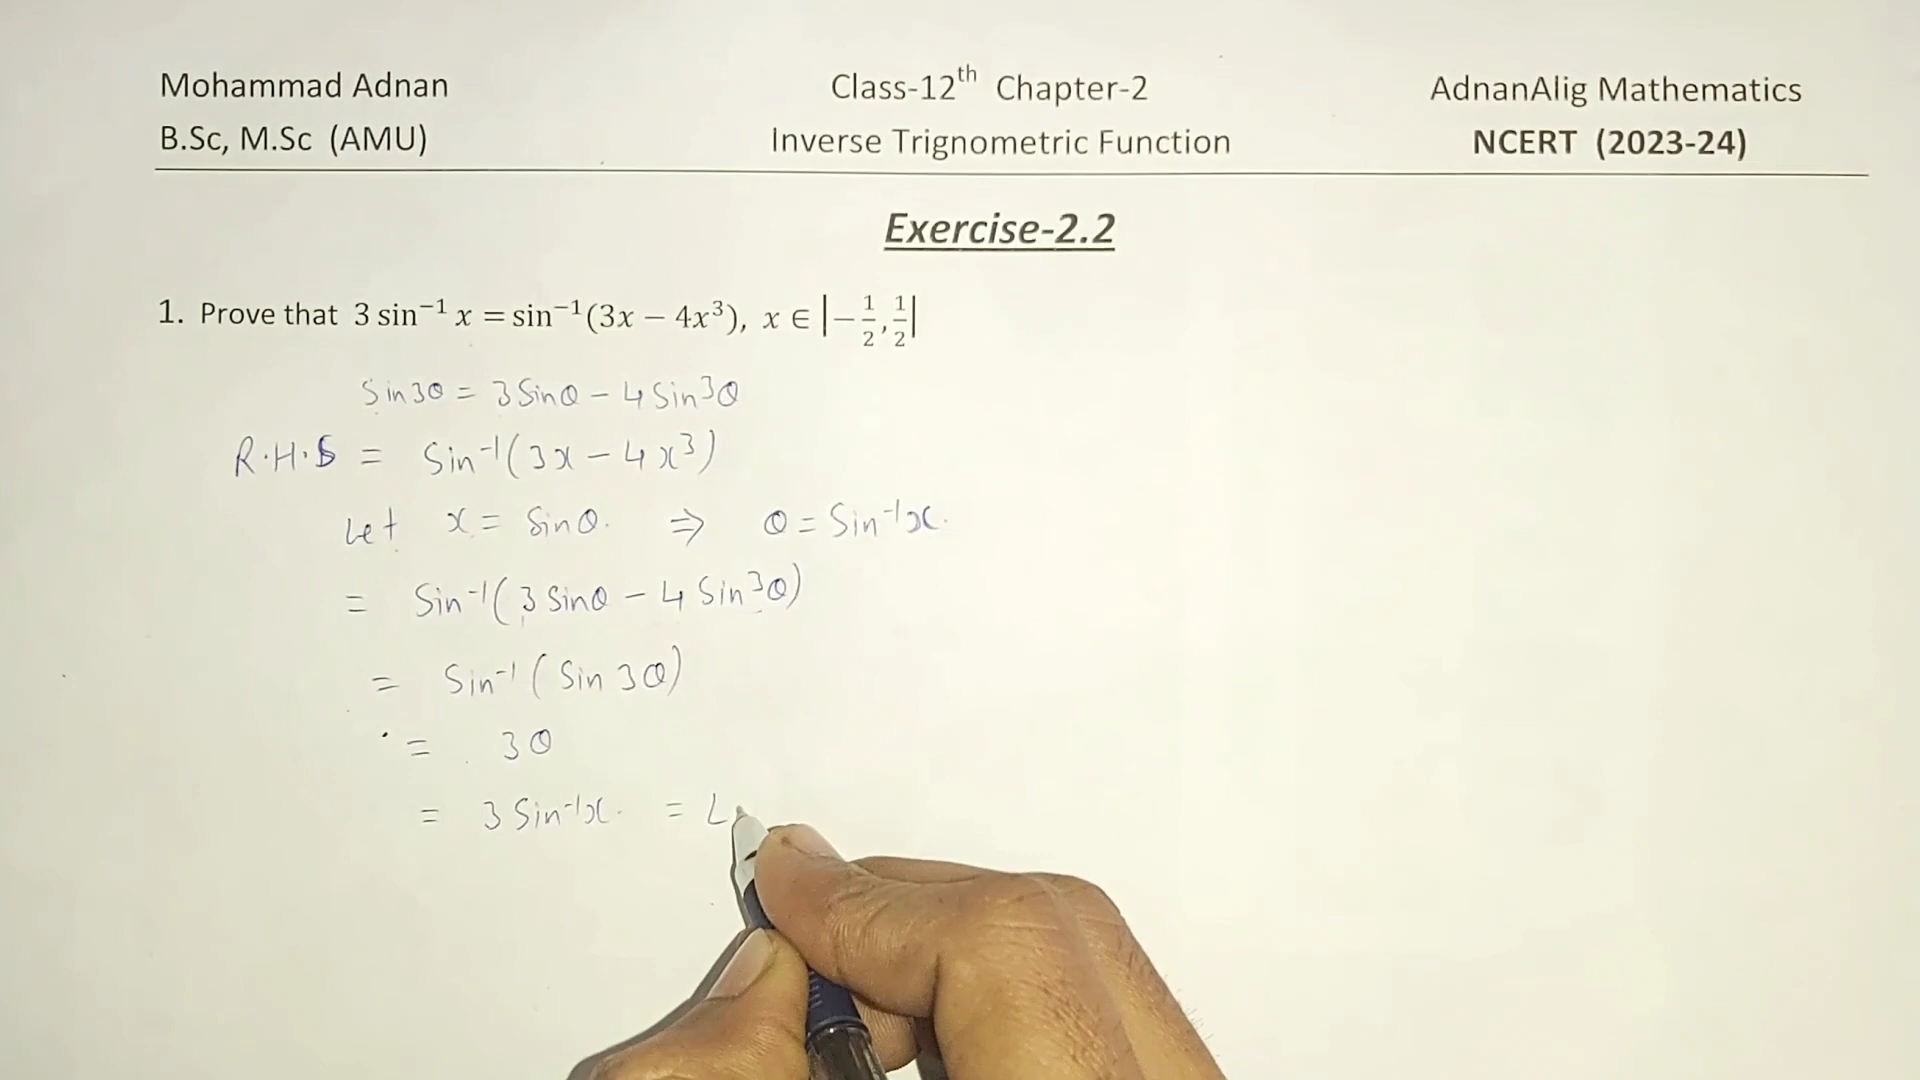 Mohammad Adnan
B.Sc, M.Sc (AMU)
Class-12th Chapter-2
Inverse Trignometric Function
AdnanAlig Mathematics
NCERT (2023-24)
Exercise-2.2
1. Prove that 3 sin⁻¹ x = sin⁻¹(3x − 4x³), x ∈ |−1/2, 1/2|
Sin3θ = 3Sinθ − 4Sin³θ
R.H.S = Sin⁻¹(3x − 4x³)
Let x = Sinθ. ⇒ θ = Sin⁻¹x.
= Sin⁻¹(3Sinθ − 4Sin³θ)
= Sin⁻¹(Sin 3θ)
= 3θ
= 3Sin⁻¹x. = L